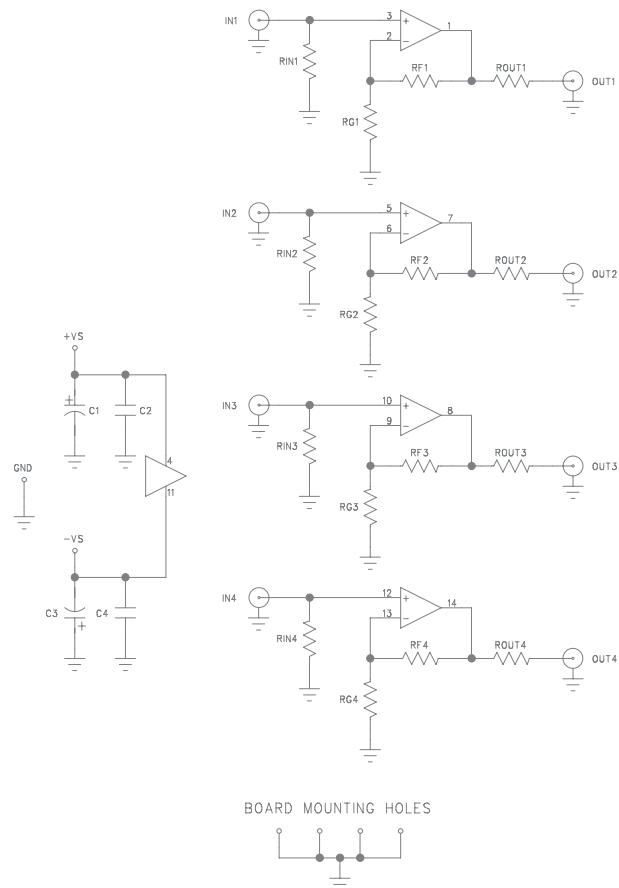 IN1
3
+
1
2
−
RIN1
RF1
ROUT1
OUT1
RG1
IN2
5
+
7
6
−
RIN2
RF2
ROUT2
OUT2
RG2
+VS
+
C1
C2
4
11
GND
−VS
C3
C4
+
IN3
10
+
8
9
−
RIN3
RF3
ROUT3
OUT3
RG3
IN4
12
+
14
13
−
RIN4
RF4
ROUT4
OUT4
RG4
BOARD MOUNTING HOLES